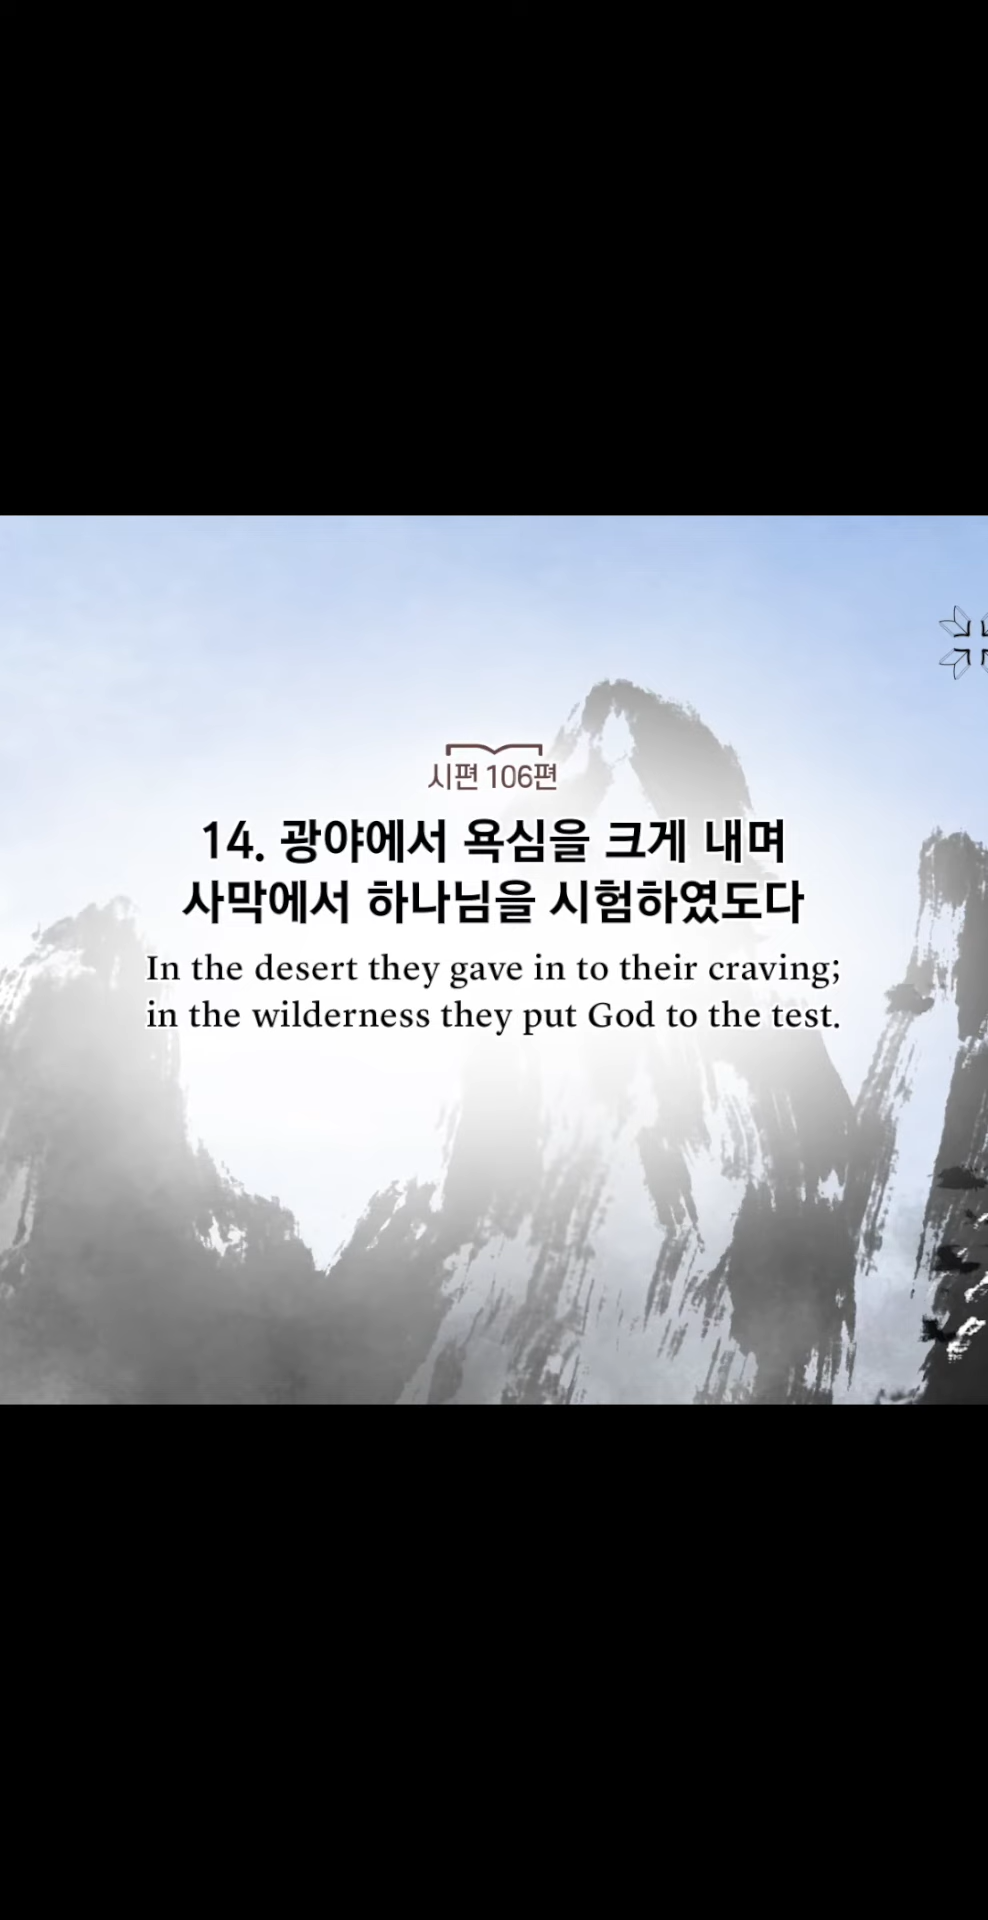 시편 106편
14. 광야에서 욕심을 크게 내며
사막에서 하나님을 시험하였도다
In the desert they gave in to their craving;
in the wilderness they put God to the test.